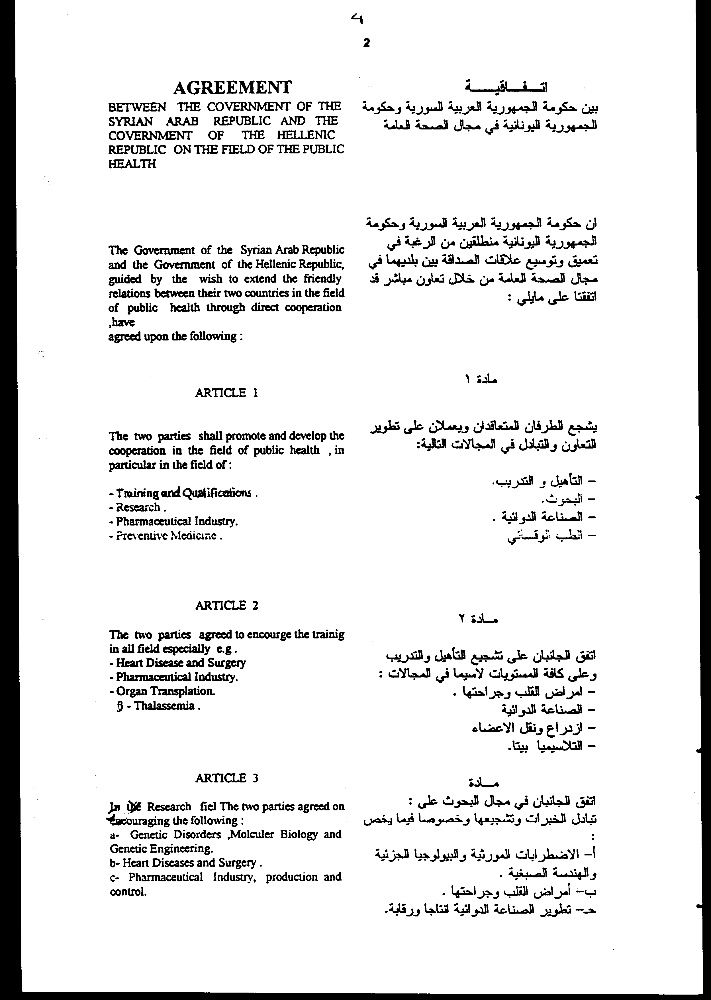 2
AGREEMENT
BETWEEN THE COVERNMENT OF THE
SYRIAN ARAB REPUBLIC AND THE
COVERNMENT OF THE HELLENIC
REPUBLIC ON THE FIELD OF THE PUBLIC
HEALTH
The Government of the Syrian Arab Republic
and the Government of the Hellenic Republic,
guided by the wish to extend the friendly
relations between their two countries in the field
of public health through direct cooperation
,have
agreed upon the following :
ARTICLE 1
The two parties shall promote and develop the
cooperation in the field of public health , in
particular in the field of :
- Training and Qualifications .
- Research .
- Pharmaceutical Industry.
- Preventive Medicine .
ARTICLE 2
The two parties agreed to encourge the trainig
in all field especially e.g .
- Heart Disease and Surgery
- Pharmaceutical Industry.
- Organ Transplation.
β - Thalassemia .
ARTICLE 3
In the Research fiel The two parties agreed on
encouraging the following :
a- Genetic Disorders ,Molculer Biology and
Genetic Engineering.
b- Heart Diseases and Surgery .
c- Pharmaceutical Industry, production and
control.
اتـــفـــاقيـــــة
بين حكومة الجمهورية العربية السورية وحكومة
الجمهورية اليونانية في مجال الصحة العامة
ان حكومة الجمهورية العربية السورية وحكومة
الجمهورية اليونانية منطلقين من الرغبة في
تعميق وتوسيع علاقات الصداقة بين بلديهما في
مجال الصحة العامة من خلال تعاون مباشر قد
اتفقتا على مايلي :
مادة ١
يشجع الطرفان المتعاقدان ويعملان على تطوير
التعاون والتبادل في المجالات التالية:
– التأهيل و التدريب.
– البحوث.
– الصناعة الدوائية .
– الطب الوقــائي
مــادة ٢
اتفق الجانبان على تشجيع التأهيل والتدريب
وعلى كافة المستويات لاسيما في المجالات :
– امراض القلب وجراحتها .
– الصناعة الدوائية
– ازدراع ونقل الاعضاء
– التلاسيميا بيتا.
مـــادة
اتفق الجانبان في مجال البحوث على :
تبادل الخبرات وتشجيعها وخصوصا فيما يخص
:
أ– الاضطرابات المورثية والبيولوجيا الجزئية
والهندسة الصبغية .
ب– أمراض القلب وجراحتها .
حـ– تطوير الصناعة الدوائية انتاجا ورقابة.